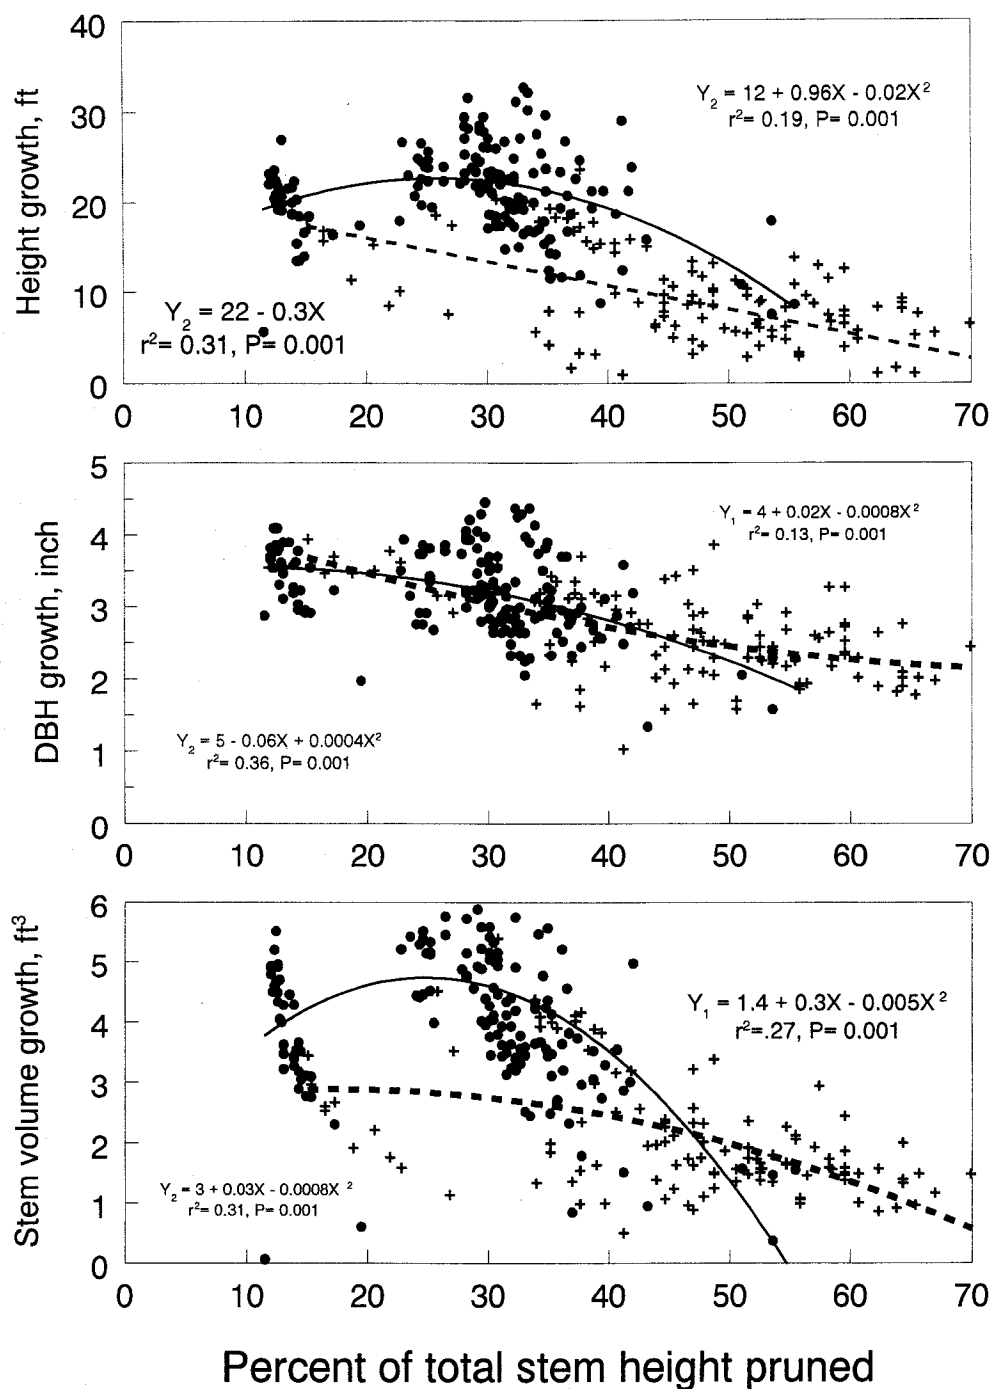 40
30
20
10
0
Height growth, ft
Y₂ = 12 + 0.96X - 0.02X²
r²= 0.19, P= 0.001
Y₂ = 22 - 0.3X
r²= 0.31, P= 0.001
0 10 20 30 40 50 60 70
5
4
3
2
1
0
DBH growth, inch
Y₁ = 4 + 0.02X - 0.0008X²
r²= 0.13, P= 0.001
Y₂ = 5 - 0.06X + 0.0004X²
r²= 0.36, P= 0.001
0 10 20 30 40 50 60 70
6
5
4
3
2
1
0
Stem volume growth, ft³
Y₁ = 1.4 + 0.3X - 0.005X²
r²=.27, P= 0.001
Y₂ = 3 + 0.03X - 0.0008X ²
r²= 0.31, P= 0.001
0 10 20 30 40 50 60 70
Percent of total stem height pruned